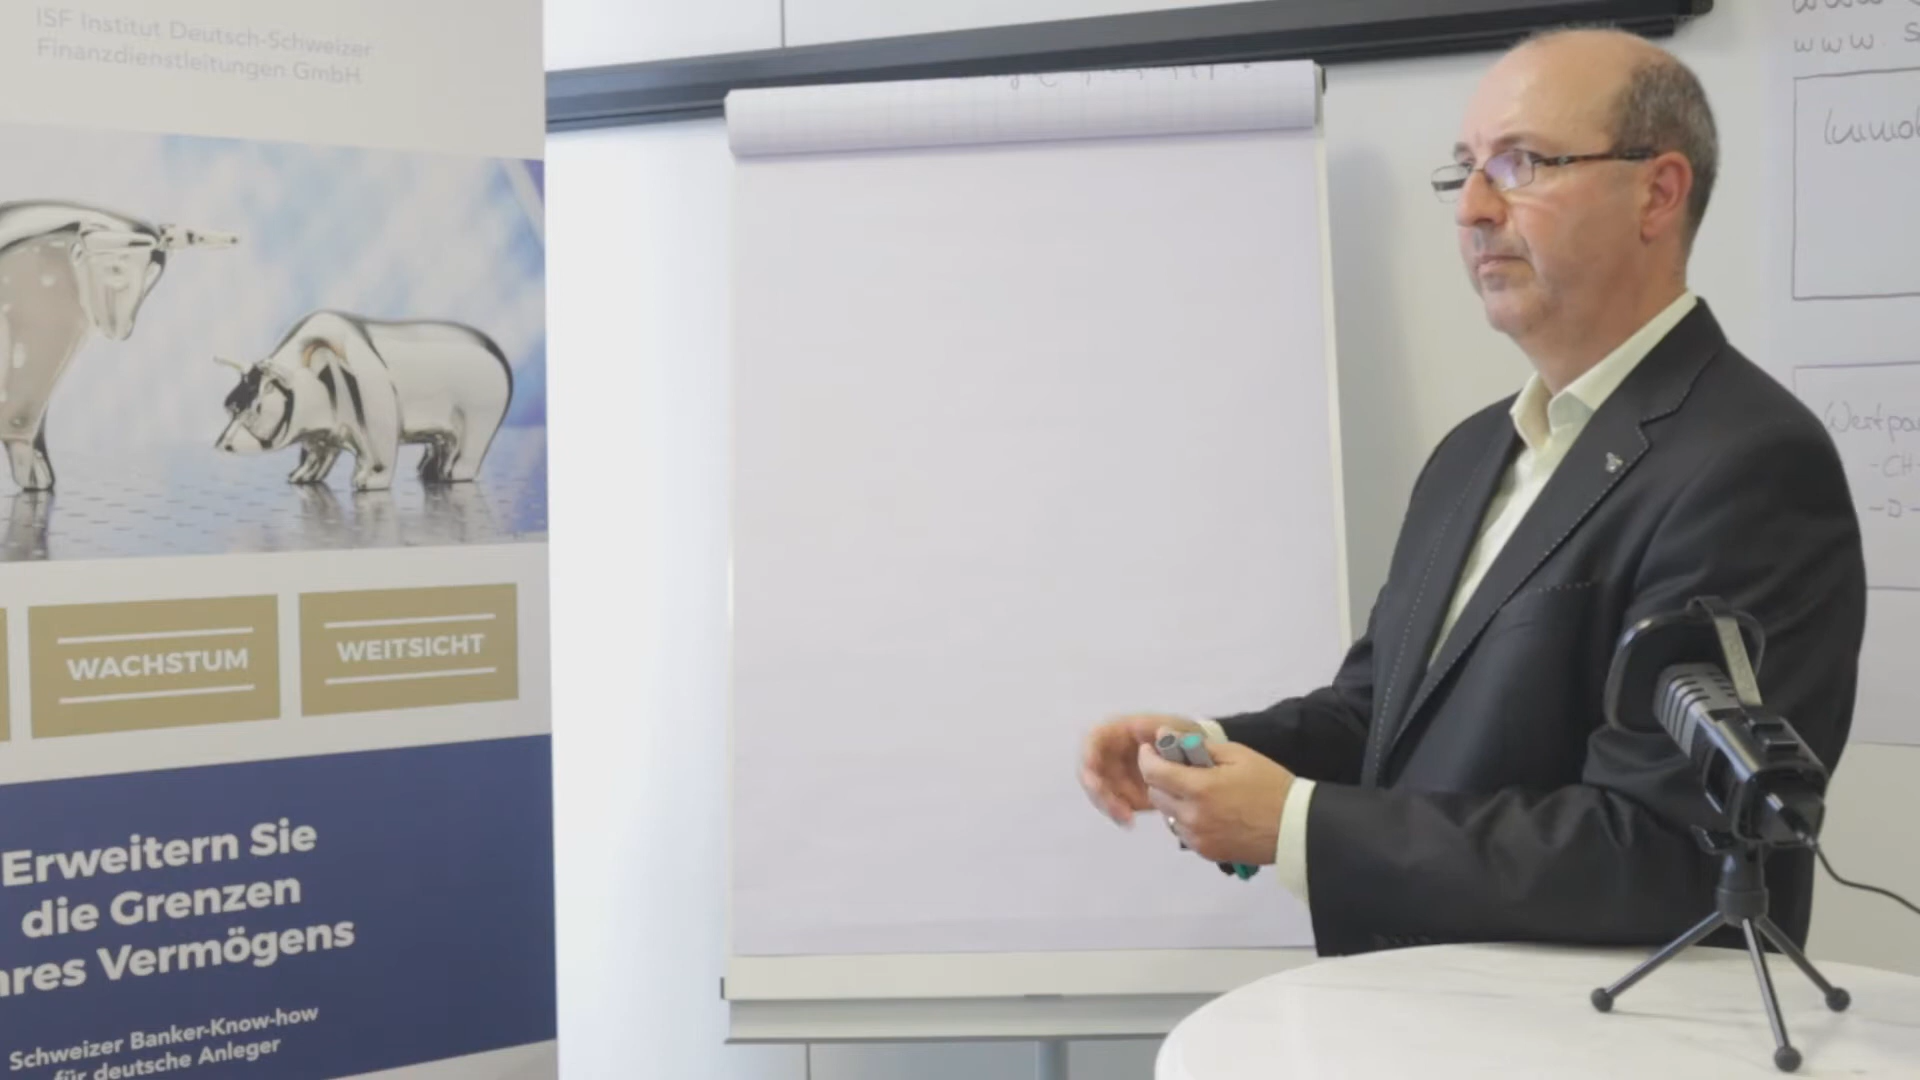 ISF Institut Deutsch-Schweizer
Finanzdienstleitungen GmbH
WACHSTUM
WEITSICHT
Erweitern Sie
die Grenzen
hres Vermögens
Schweizer Banker-Know-how
für deutsche Anleger
www. S
-CH-
-D-